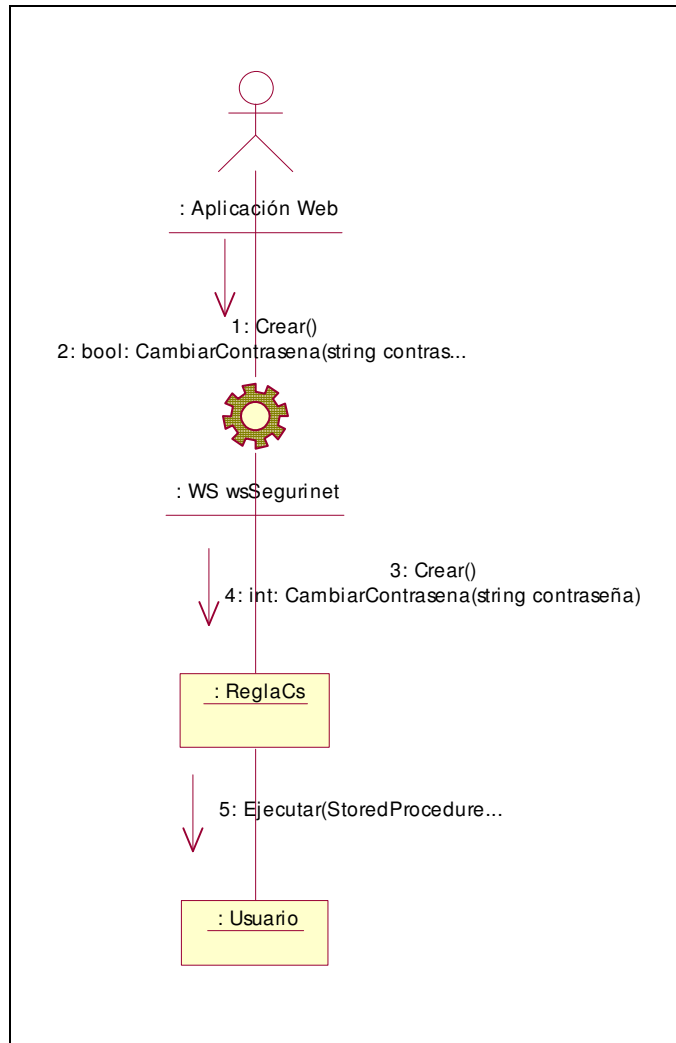 : Aplicación Web
1: Crear()
2: bool: CambiarContrasena(string contras...
: WS wsSegurinet
3: Crear()
4: int: CambiarContrasena(string contraseña)
: ReglaCs
5: Ejecutar(StoredProcedure...
: Usuario